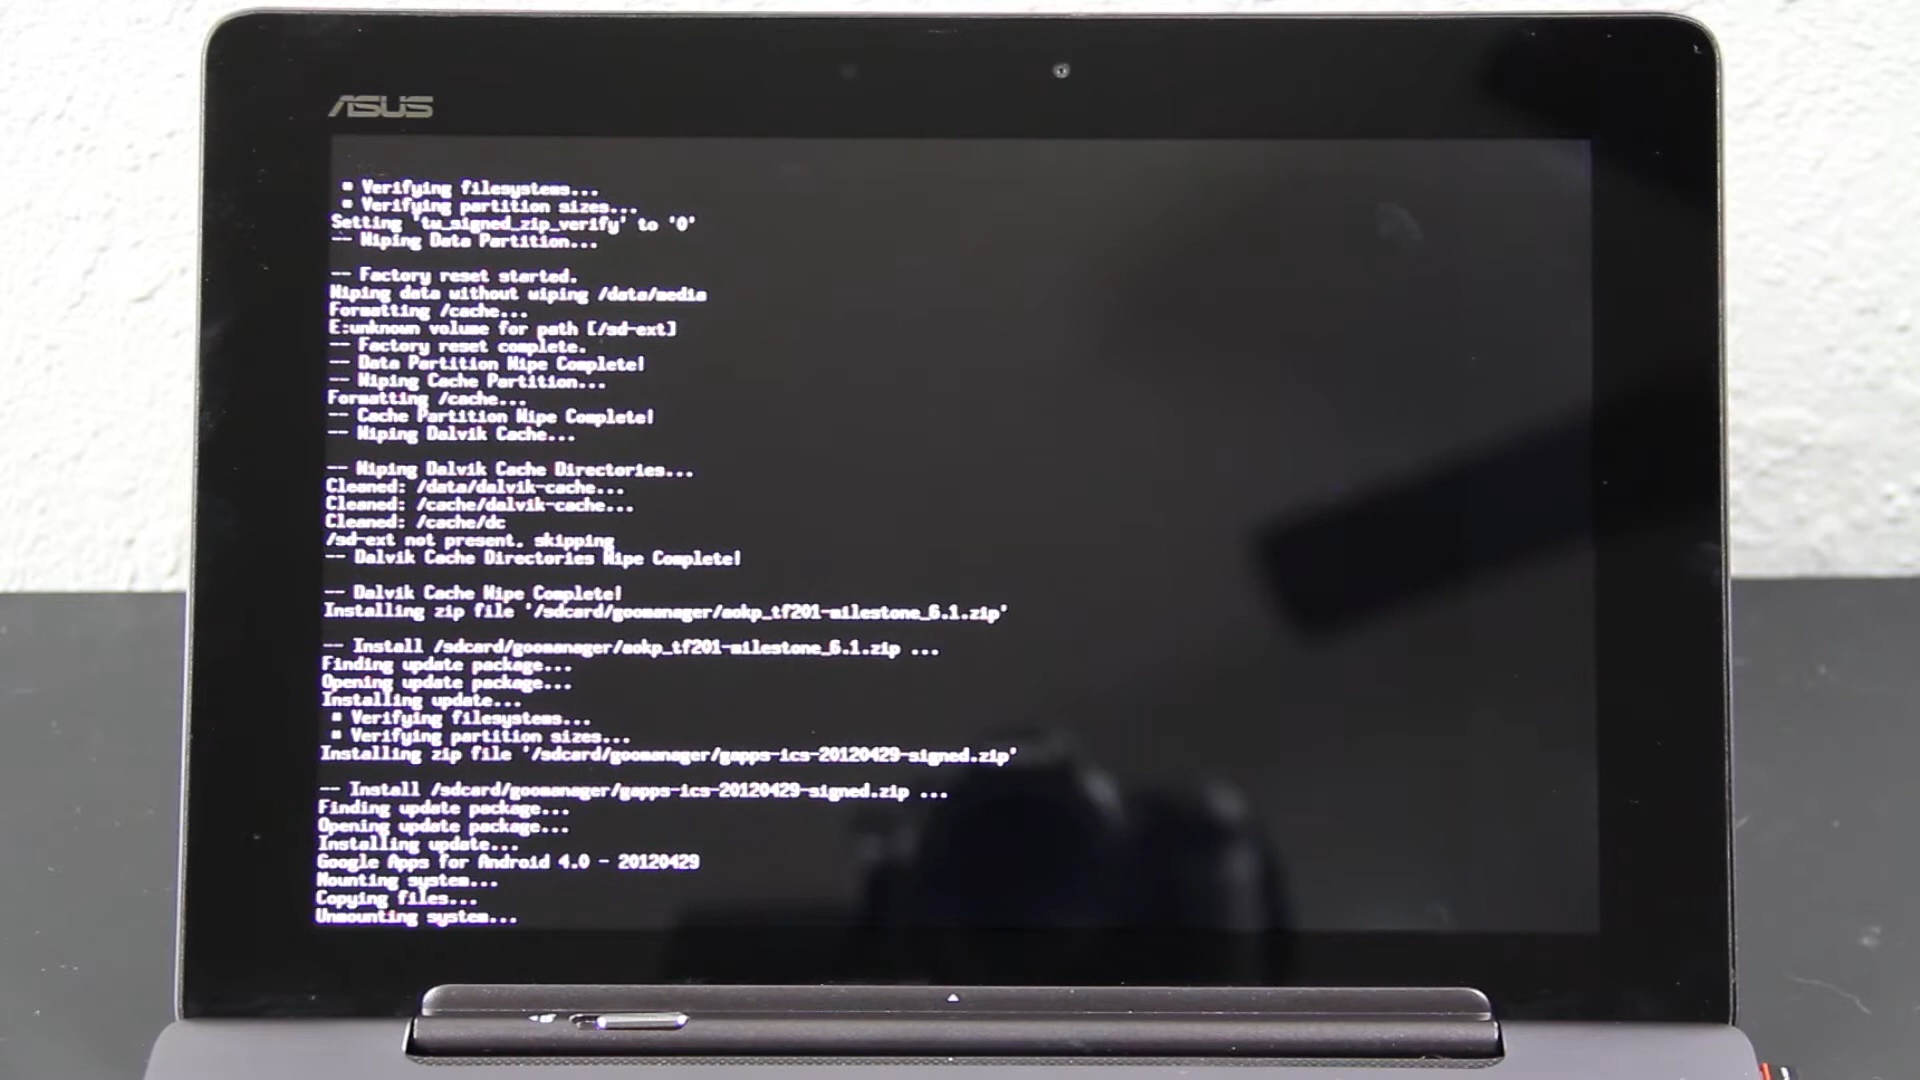 ASUS
▪ Verifying filesystems...
▪ Verifying partition sizes...
Setting 'tw_signed_zip_verify' to '0'
-- Wiping Data Partition...
-- Factory reset started.
Wiping data without wiping /data/media
Formatting /cache...
E:unknown volume for path [/sd-ext]
-- Factory reset complete.
-- Data Partition Wipe Complete!
-- Wiping Cache Partition...
Formatting /cache...
-- Cache Partition Wipe Complete!
-- Wiping Dalvik Cache...
-- Wiping Dalvik Cache Directories...
Cleaned: /data/dalvik-cache...
Cleaned: /cache/dalvik-cache...
Cleaned: /cache/dc
/sd-ext not present, skipping
-- Dalvik Cache Directories Wipe Complete!
-- Dalvik Cache Wipe Complete!
Installing zip file '/sdcard/goomanager/aokp_tf201-milestone_6.1.zip'
-- Install /sdcard/goomanager/aokp_tf201-milestone_6.1.zip ...
Finding update package...
Opening update package...
Installing update...
▪ Verifying filesystems...
▪ Verifying partition sizes...
Installing zip file '/sdcard/goomanager/gapps-ics-20120429-signed.zip'
-- Install /sdcard/goomanager/gapps-ics-20120429-signed.zip ...
Finding update package...
Opening update package...
Installing update...
Google Apps for Android 4.0 - 20120429
Mounting system...
Copying files...
Unmounting system...